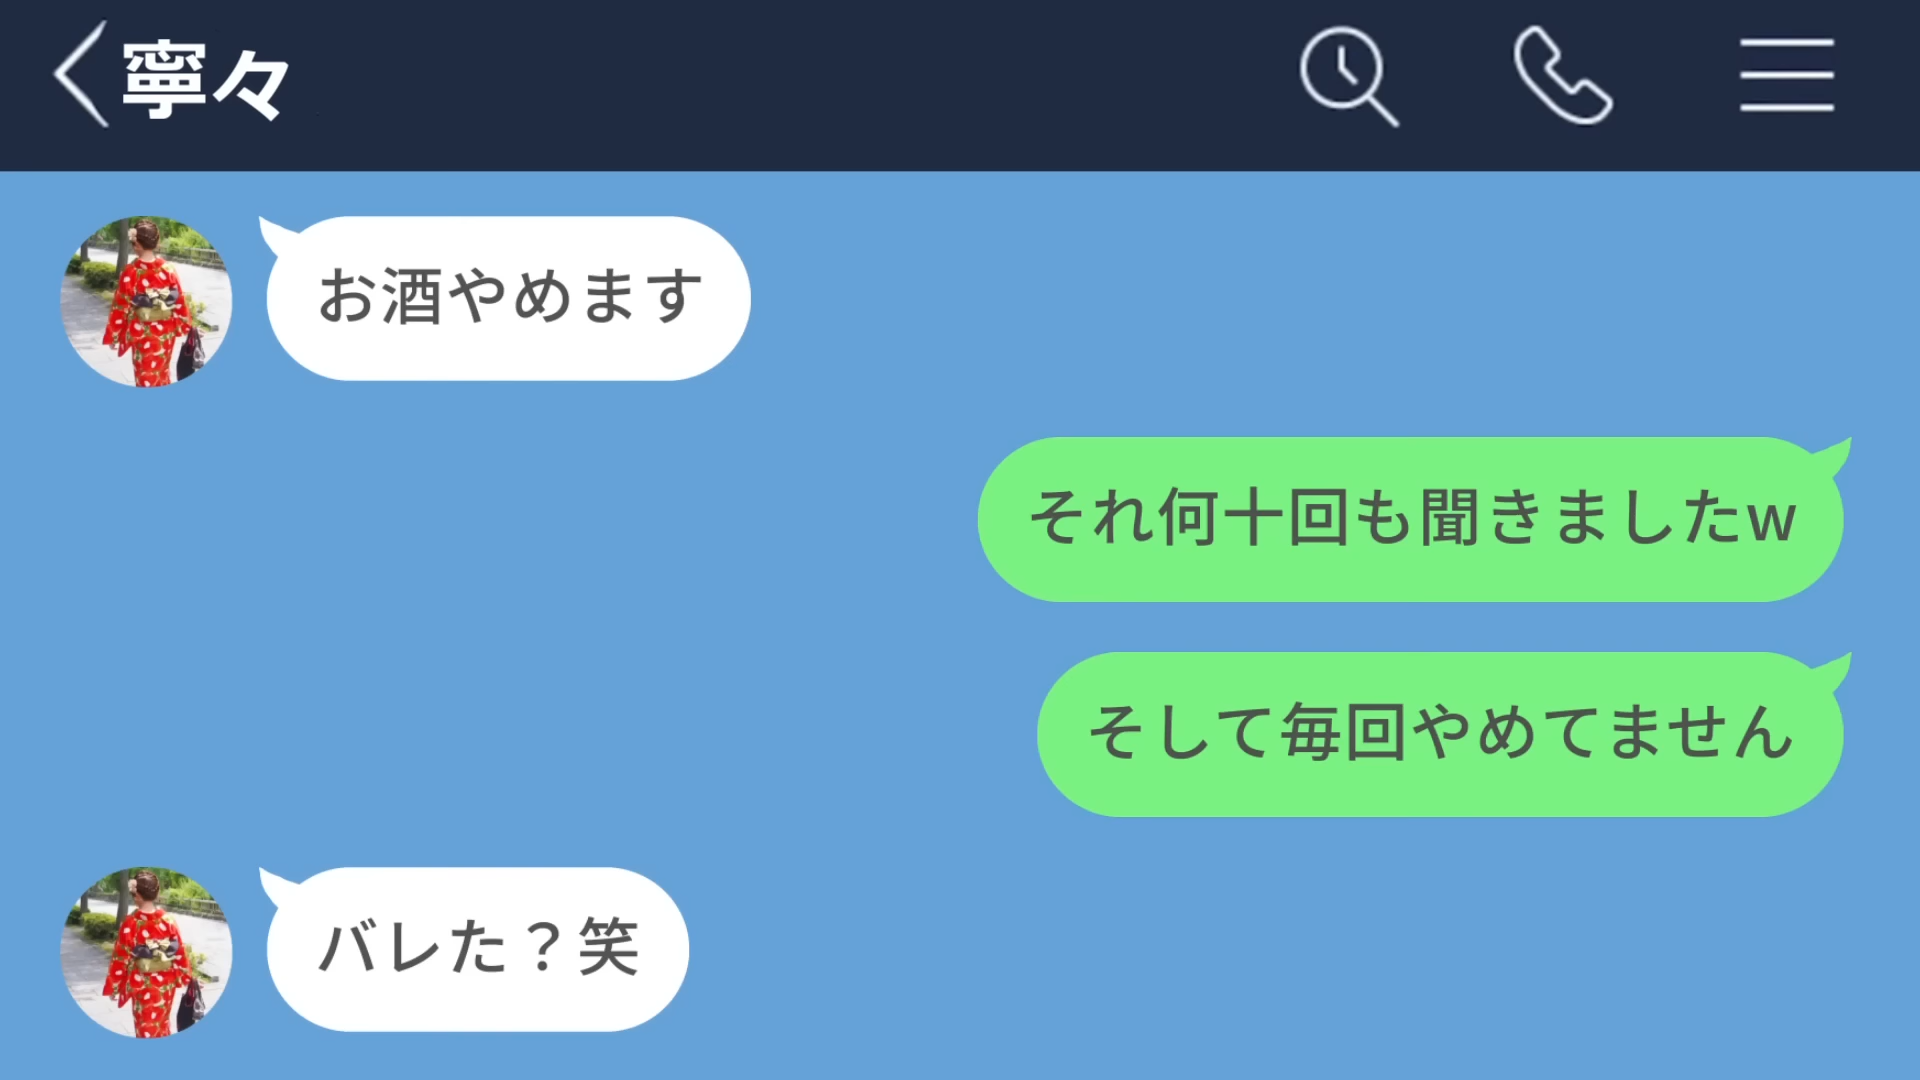 寧々
お酒やめます
それ何十回も聞きましたw
そして毎回やめてません
バレた？笑